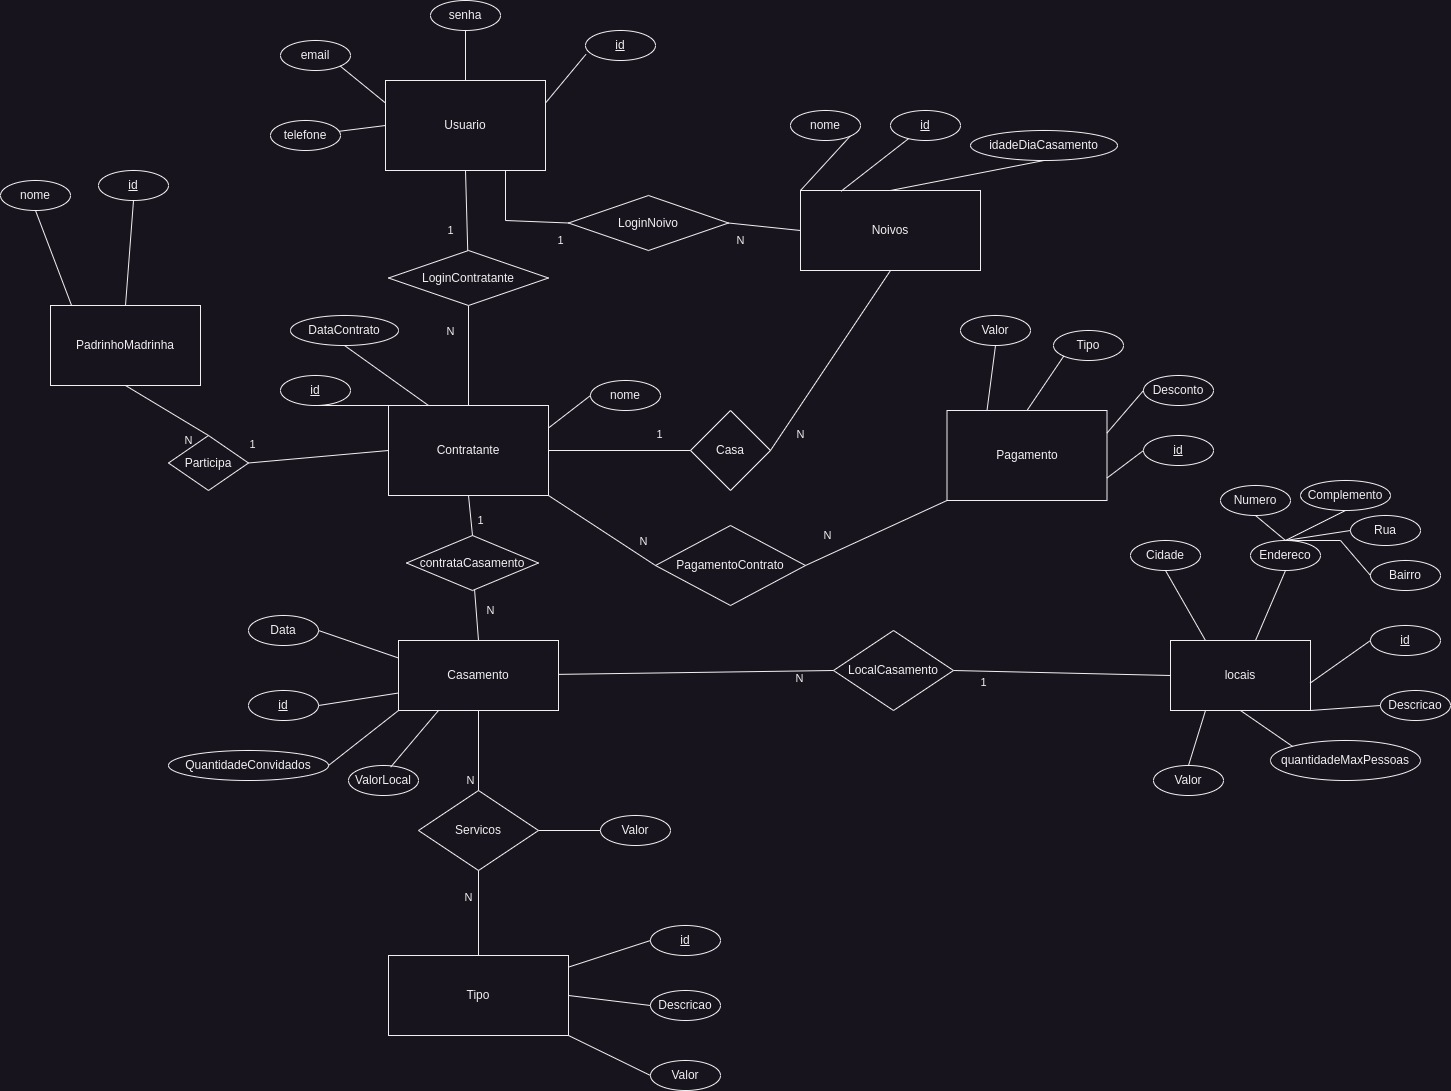 senha
email
id
telefone
Usuario
nome
id
idadeDiaCasamento
nome
id
LoginNoivo
Noivos
1
1
N
LoginContratante
DataContrato
N
Valor
Tipo
PadrinhoMadrinha
id
nome
Desconto
N
1
Contratante
1
Casa
N
Pagamento
id
Participa
Numero
Complemento
Rua
1
N
N
contrataCasamento
PagamentoContrato
Cidade
Endereco
Bairro
N
Data
id
Casamento
LocalCasamento
N
1
locais
id
Descricao
QuantidadeConvidados
ValorLocal
Valor
quantidadeMaxPessoas
N
Servicos
Valor
N
id
Tipo
Descricao
Valor